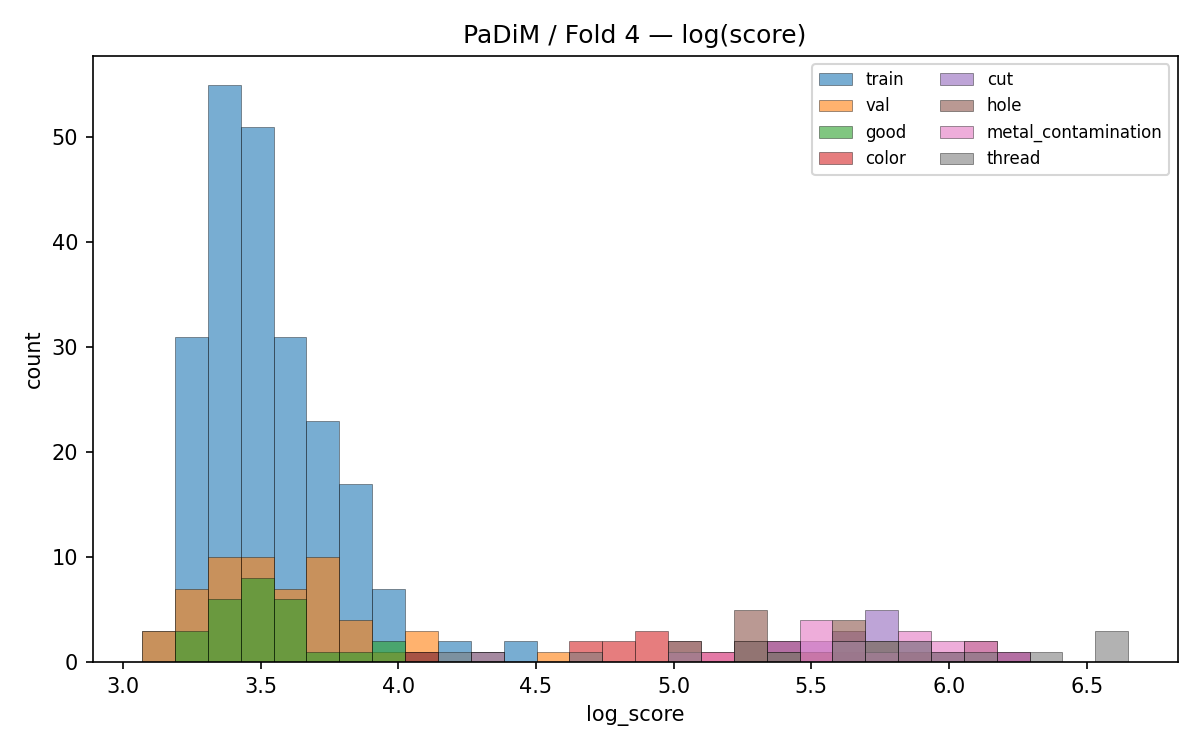 PaDiM / Fold 4 — log(score)
train
val
good
color
cut
hole
metal_contamination
thread
count
50
40
30
20
10
0
3.0 3.5 4.0 4.5 5.0 5.5 6.0 6.5
log_score